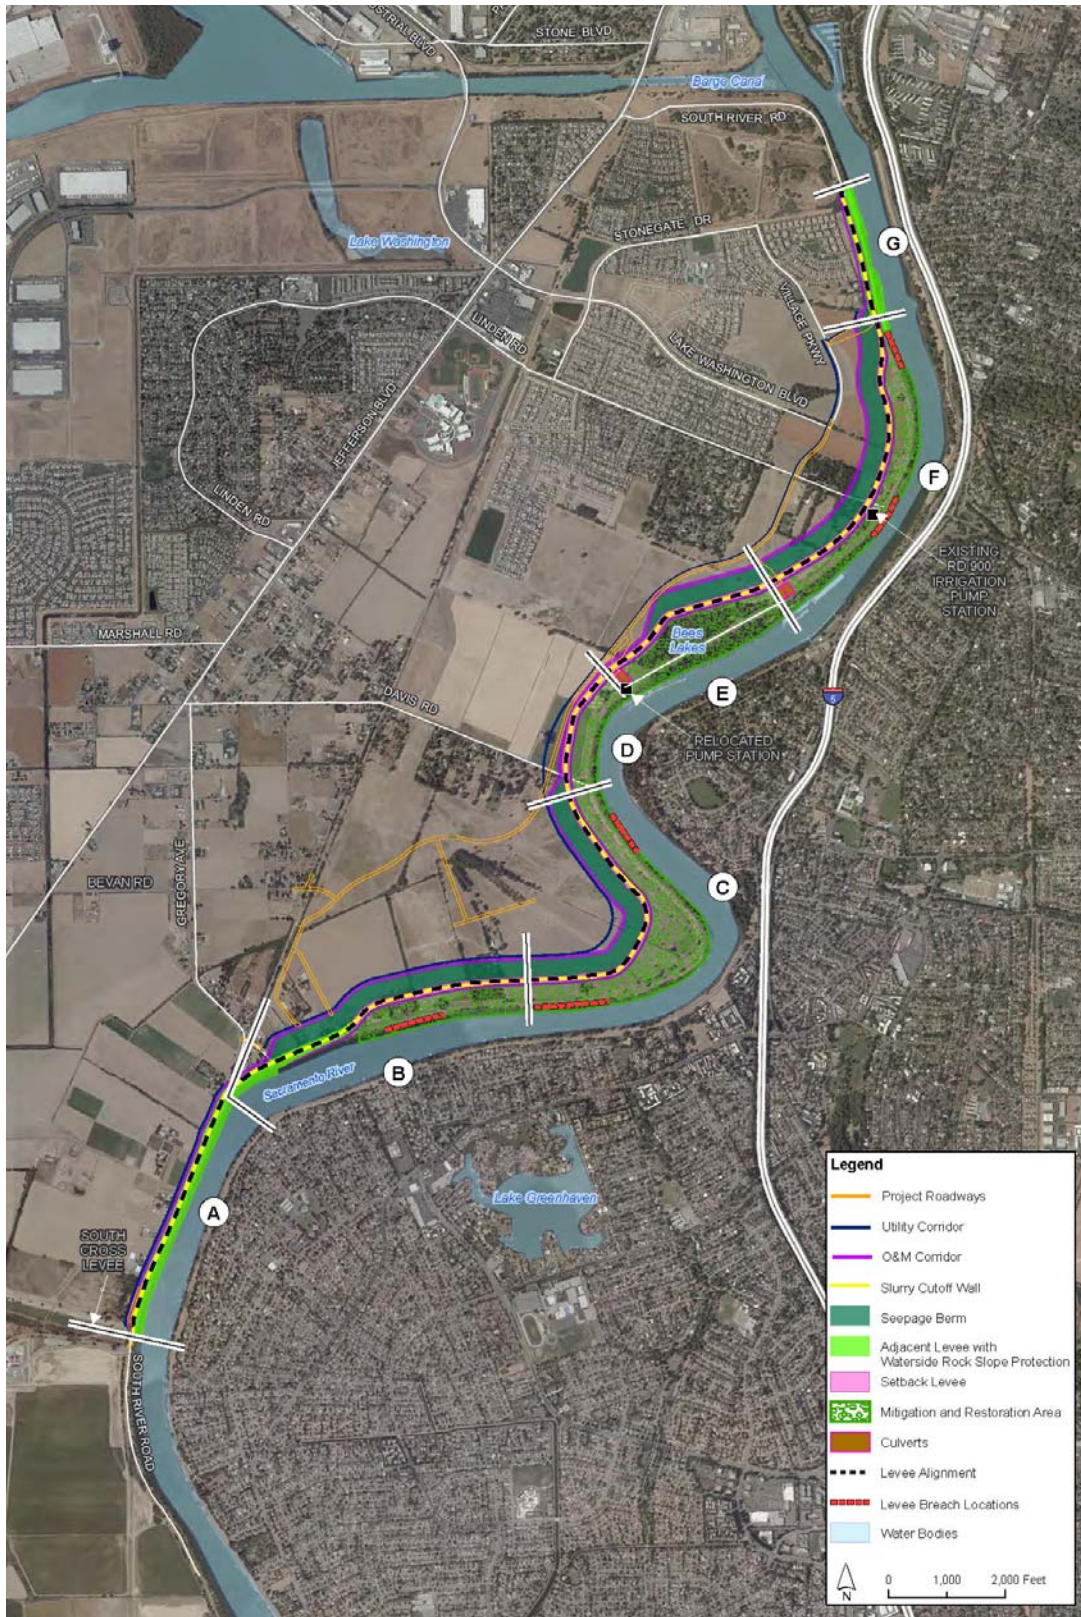 STONE BLVD
STRIAL BLVD
Barge Canal
SOUTH RIVER RD
Lake Washington
STONEGATE DR
G
VILLAGE PKWY
LINDEN RD
LAKE WASHINGTON BLVD
JEFFERSON BLVD
F
LINDEN RD
EXISTING
RD 900
IRRIGATION
PUMP
STATION
MARSHALL RD
Bees
Lakes
E
5
DAVIS RD
D
RELOCATED
PUMP STATION
GREGORY AVE
BEVAN RD
C
Sacramento River
B
Lake Greenhaven
A
SOUTH
CROSS
LEVEE
SOUTH RIVER ROAD
Legend
Project Roadways
Utility Corridor
O&M Corridor
Slurry Cutoff Wall
Seepage Berm
Adjacent Levee with
Waterside Rock Slope Protection
Setback Levee
Mitigation and Restoration Area
Culverts
Levee Alignment
Levee Breach Locations
Water Bodies
N
0 1,000 2,000 Feet